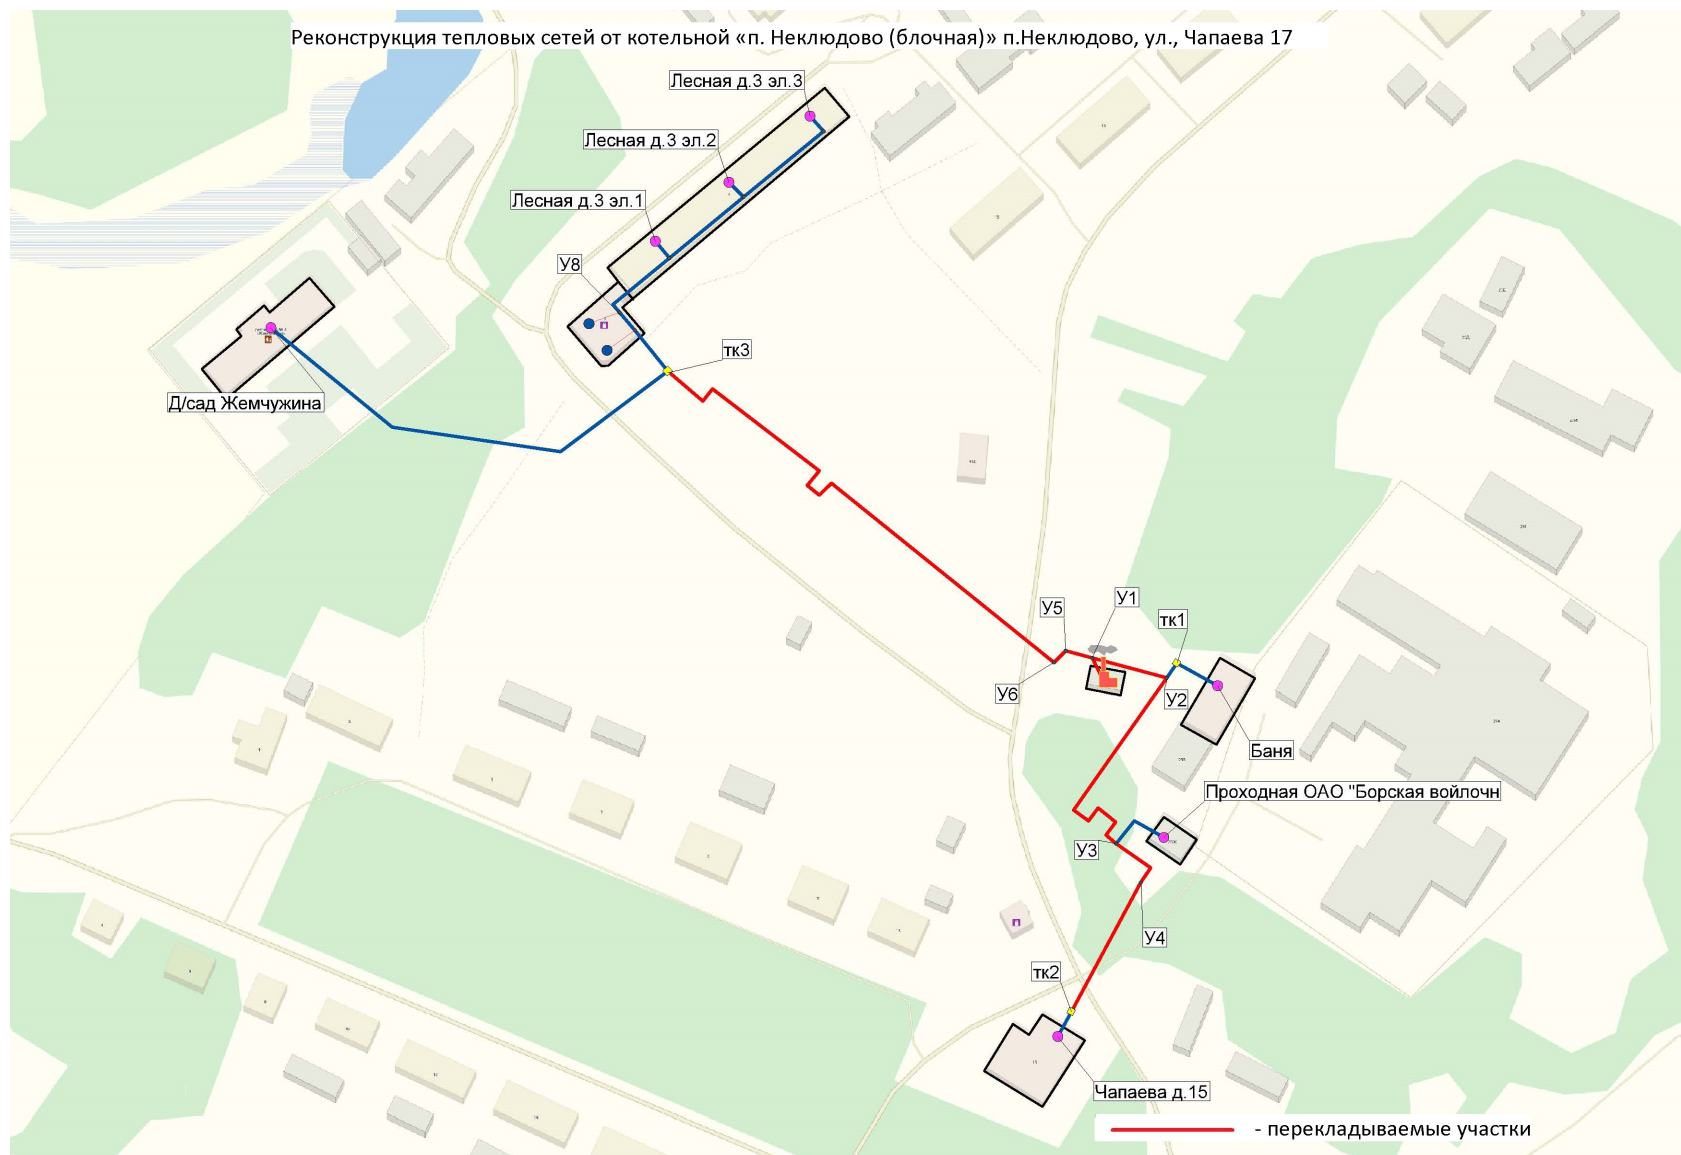 Реконструкция тепловых сетей от котельной «п. Неклюдово (блочная)» п.Неклюдово, ул., Чапаева 17
Лесная д.3 эл.3
Лесная д.3 эл.2
Лесная д.3 эл.1
У8
тк3
Д/сад Жемчужина
У5
У1
тк1
У6
У2
Баня
Проходная ОАО "Борская войлочн
У3
У4
тк2
Чапаева д.15
- перекладываемые участки